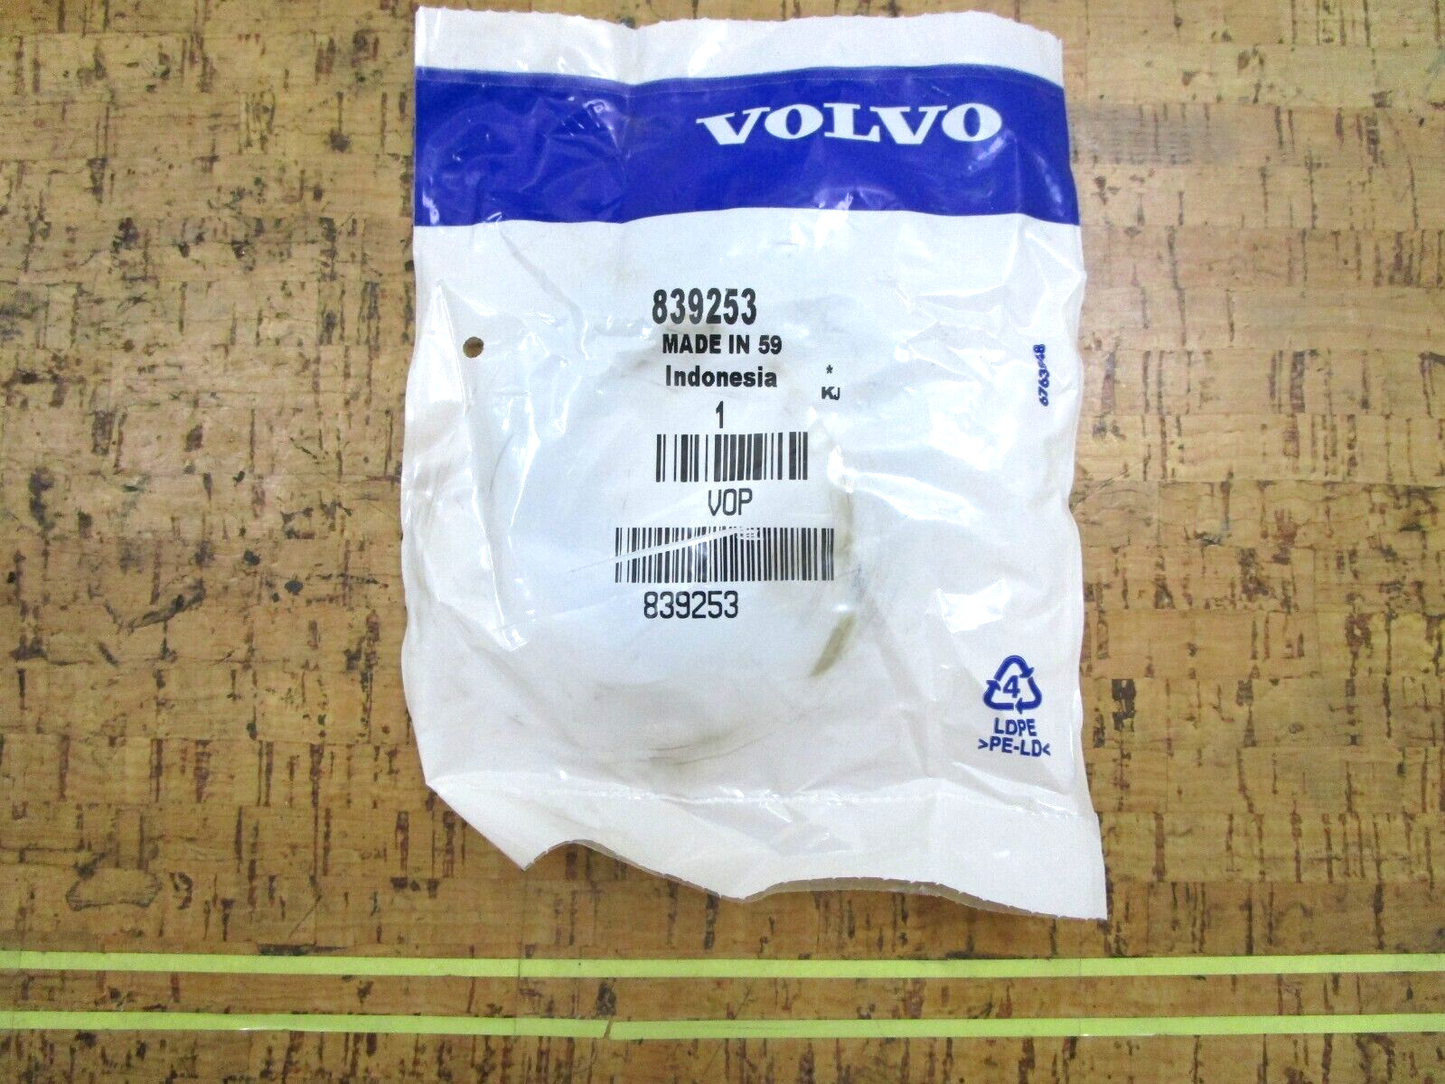 VOLVO
839253
MADE IN 59
Indonesia
*
KJ
1
VOP
839253
4
LDPE
>PE-LD<